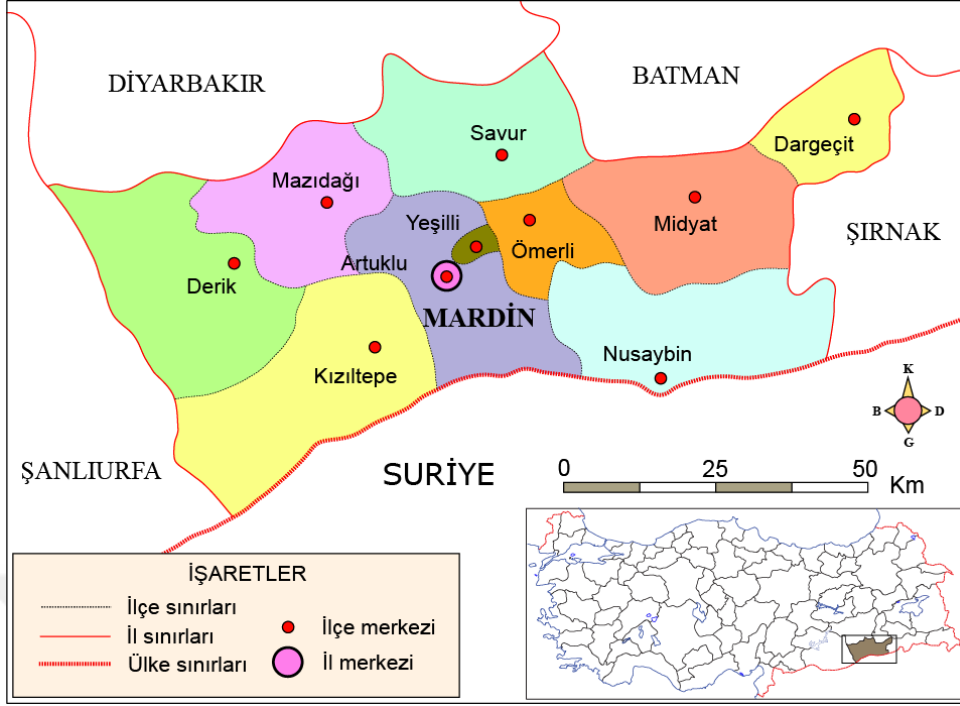 DİYARBAKIR
BATMAN
Savur
Dargeçit
Mazıdağı
Yeşilli
Ömerli
Midyat
ŞIRNAK
Artuklu
Derik
MARDİN
Nusaybin
Kızıltepe
K
B D
G
ŞANLIURFA
SURİYE
0 25 50
Km
İŞARETLER
İlçe sınırları
İl sınırları
Ülke sınırları
İlçe merkezi
İl merkezi